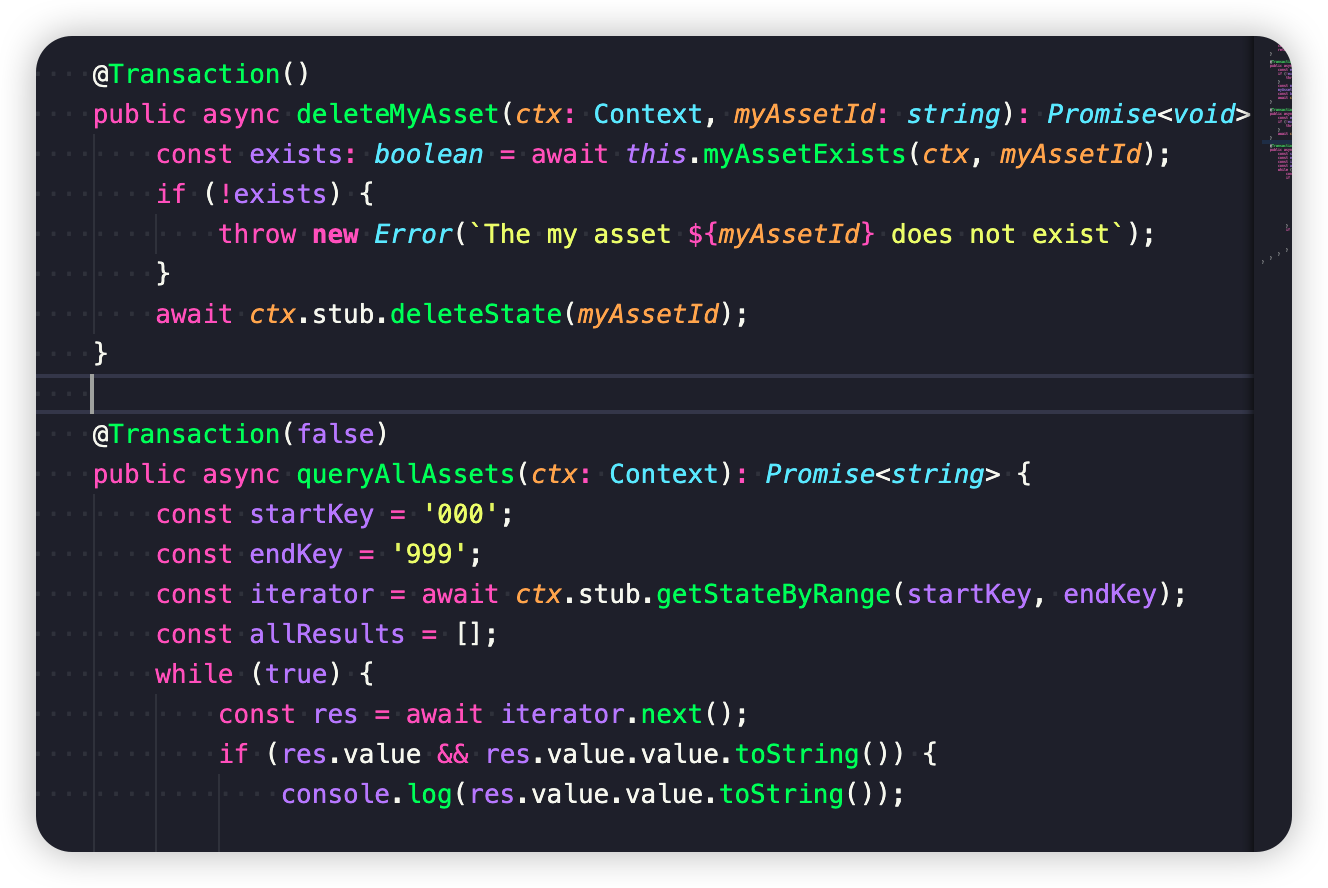 @Transaction()
public async deleteMyAsset(ctx: Context, myAssetId: string): Promise<void>
    const exists: boolean = await this.myAssetExists(ctx, myAssetId);
    if (!exists) {
        throw new Error(`The my asset ${myAssetId} does not exist`);
    }
    await ctx.stub.deleteState(myAssetId);
}

@Transaction(false)
public async queryAllAssets(ctx: Context): Promise<string> {
    const startKey = '000';
    const endKey = '999';
    const iterator = await ctx.stub.getStateByRange(startKey, endKey);
    const allResults = [];
    while (true) {
        const res = await iterator.next();
        if (res.value && res.value.value.toString()) {
            console.log(res.value.value.toString());